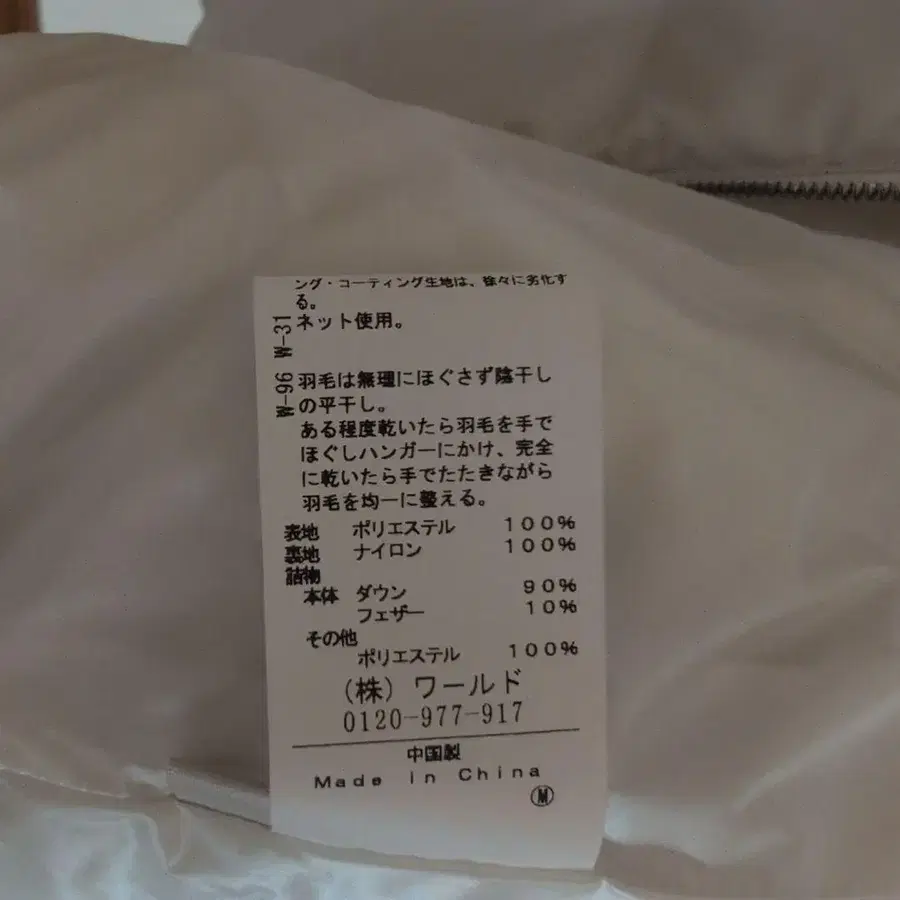 ング・コーティング生地は、徐々に劣化す
る。
ネット使用。
W-96 W-31
羽毛は無理にほぐさず陰干し
の平干し。
ある程度乾いたら羽毛を手で
ほぐしハンガーにかけ、完全
に乾いたら手でたたきながら
羽毛を均一に整える。
表地 ポリエステル 100%
裏地 ナイロン 100%
詰物
本体 ダウン 90%
フェザー 10%
その他
ポリエステル 100%
(株)ワールド
0120-977-917
中国製
Made in China
Ⓜ